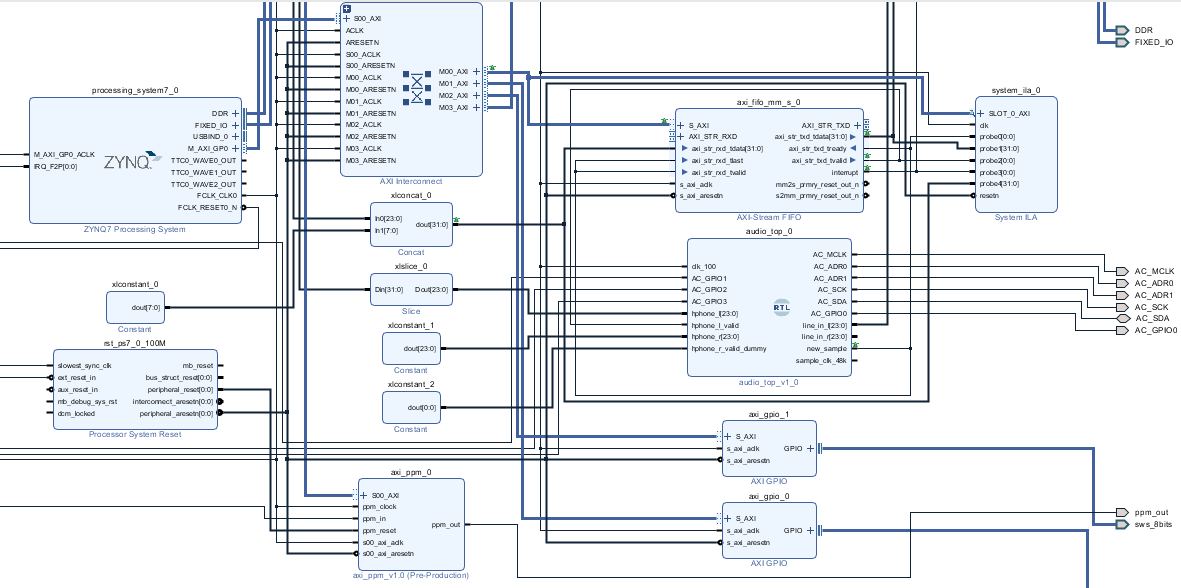 processing_system7_0
DDR
FIXED_IO
USBIND_0
M_AXI_GP0
M_AXI_GP0_ACLK
IRQ_F2P[0:0]
ZYNQ
TTC0_WAVE0_OUT
TTC0_WAVE1_OUT
TTC0_WAVE2_OUT
FCLK_CLK0
FCLK_RESET0_N
ZYNQ7 Processing System
S00_AXI
ACLK
ARESETN
S00_ACLK
S00_ARESETN
M00_ACLK
M00_ARESETN
M01_ACLK
M01_ARESETN
M02_ACLK
M02_ARESETN
M03_ACLK
M03_ARESETN
M00_AXI
M01_AXI
M02_AXI
M03_AXI
AXI Interconnect
xlconcat_0
In0[23:0]
In1[7:0]
dout[31:0]
Concat
xlslice_0
Din[31:0]
Dout[23:0]
Slice
xlconstant_0
dout[7:0]
Constant
xlconstant_1
dout[23:0]
Constant
xlconstant_2
dout[0:0]
Constant
rst_ps7_0_100M
slowest_sync_clk
ext_reset_in
aux_reset_in
mb_debug_sys_rst
dcm_locked
mb_reset
bus_struct_reset[0:0]
peripheral_reset[0:0]
interconnect_aresetn[0:0]
peripheral_aresetn[0:0]
Processor System Reset
axi_ppm_0
S00_AXI
ppm_clock
ppm_in
ppm_reset
s00_axi_aclk
s00_axi_aresetn
ppm_out
axi_ppm_v1.0 (Pre-Production)
axi_fifo_mm_s_0
S_AXI
AXI_STR_RXD
axi_str_rxd_tdata[31:0]
axi_str_rxd_tlast
axi_str_rxd_tvalid
s_axi_aclk
s_axi_aresetn
AXI_STR_TXD
axi_str_txd_tdata[31:0]
axi_str_txd_tready
axi_str_txd_tvalid
interrupt
mm2s_prmry_reset_out_n
s2mm_prmry_reset_out_n
AXI-Stream FIFO
audio_top_0
clk_100
AC_GPIO1
AC_GPIO2
AC_GPIO3
hphone_l[23:0]
hphone_l_valid
hphone_r[23:0]
hphone_r_valid_dummy
RTL
AC_MCLK
AC_ADR0
AC_ADR1
AC_SCK
AC_SDA
AC_GPIO0
line_in_l[23:0]
line_in_r[23:0]
new_sample
sample_clk_48k
audio_top_v1_0
system_ila_0
SLOT_0_AXI
clk
probe0[0:0]
probe1[31:0]
probe2[0:0]
probe3[0:0]
probe4[31:0]
resetn
System ILA
axi_gpio_1
S_AXI
s_axi_aclk
s_axi_aresetn
GPIO
AXI GPIO
axi_gpio_0
S_AXI
s_axi_aclk
s_axi_aresetn
GPIO
AXI GPIO
DDR
FIXED_IO
AC_MCLK
AC_ADR0
AC_ADR1
AC_SCK
AC_SDA
AC_GPIO0
ppm_out
sws_8bits